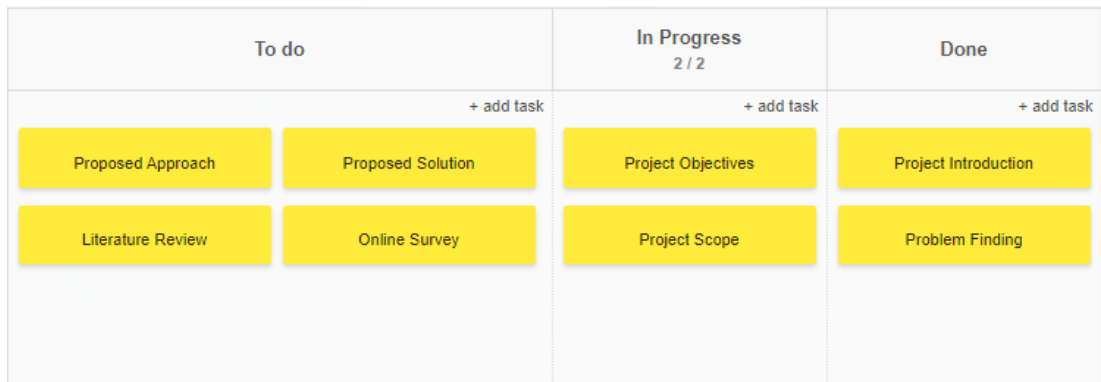 To do
In Progress
2 / 2
Done
+ add task
+ add task
+ add task
Proposed Approach
Proposed Solution
Project Objectives
Project Introduction
Literature Review
Online Survey
Project Scope
Problem Finding